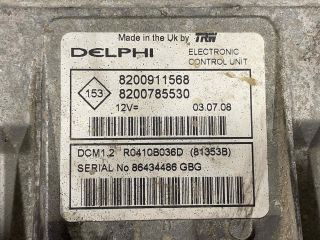 Made in the Uk by TRW
DELPHI
ELECTRONIC
CONTROL UNIT
153
8200911568
8200785530
12V=
03.07.08
DCM1.2 R0410B036D (81353B)
SERIAL No 86434486 GBG